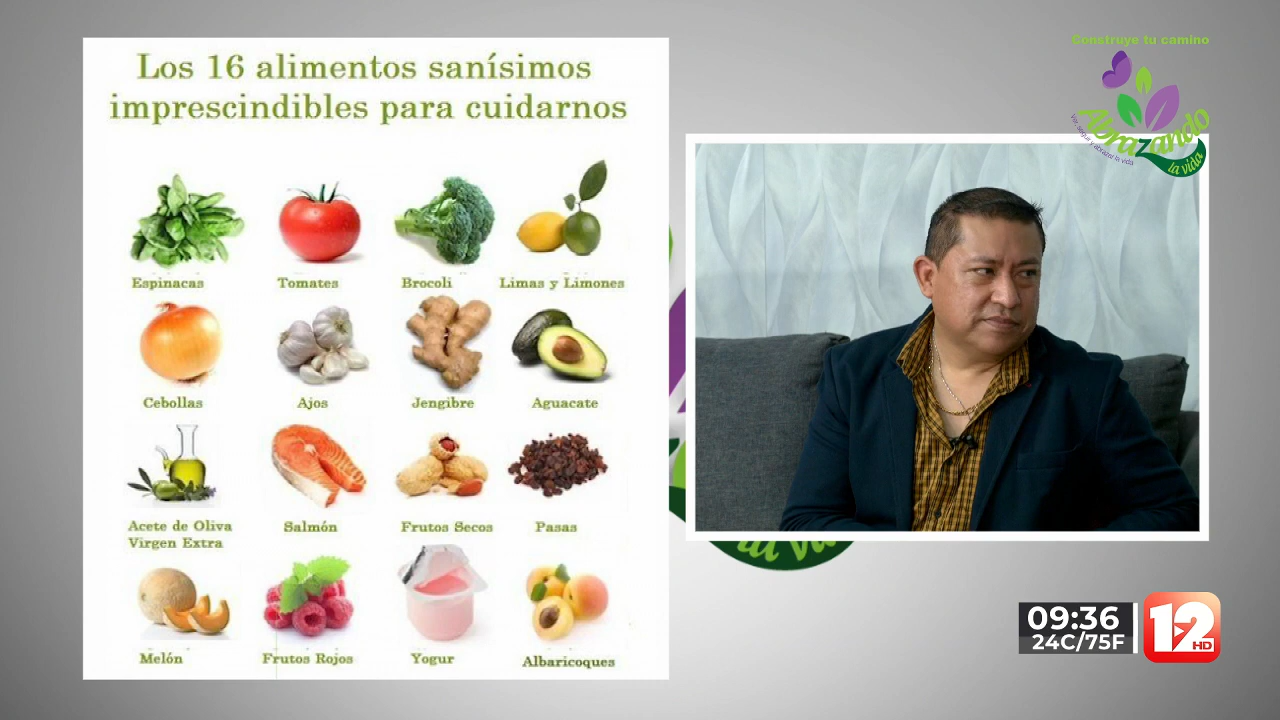 Los 16 alimentos sanísimos
imprescindibles para cuidarnos
Espinacas
Tomates
Brocoli
Limas y Limones
Cebollas
Ajos
Jengibre
Aguacate
Acete de Oliva
Virgen Extra
Salmón
Frutos Secos
Pasas
Melón
Frutos Rojos
Yogur
Albaricoques
Construye tu camino
Abrazando
la vida
la vi
09:36
24C/75F
12
HD